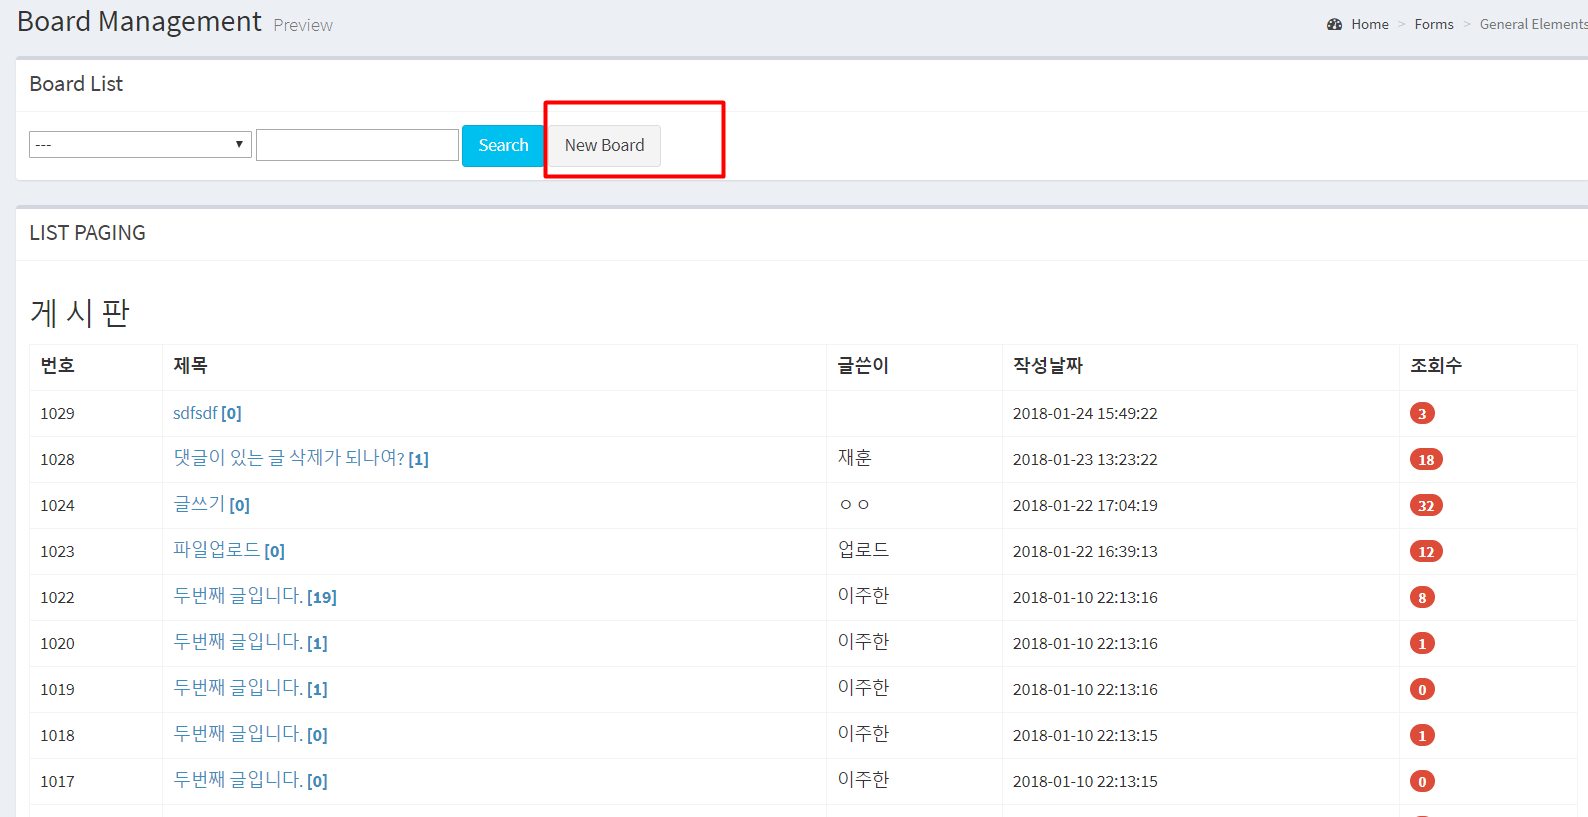 Board Management Preview
Home > Forms > General Elements
Board List
--- Search New Board
LIST PAGING
게 시 판
번호 제목 글쓴이 작성날짜 조회수
1029 sdfsdf [0] 2018-01-24 15:49:22 3
1028 댓글이 있는 글 삭제가 되나여? [1] 재훈 2018-01-23 13:23:22 18
1024 글쓰기 [0] ㅇㅇ 2018-01-22 17:04:19 32
1023 파일업로드 [0] 업로드 2018-01-22 16:39:13 12
1022 두번째 글입니다. [19] 이주한 2018-01-10 22:13:16 8
1020 두번째 글입니다. [1] 이주한 2018-01-10 22:13:16 1
1019 두번째 글입니다. [1] 이주한 2018-01-10 22:13:16 0
1018 두번째 글입니다. [0] 이주한 2018-01-10 22:13:15 1
1017 두번째 글입니다. [0] 이주한 2018-01-10 22:13:15 0